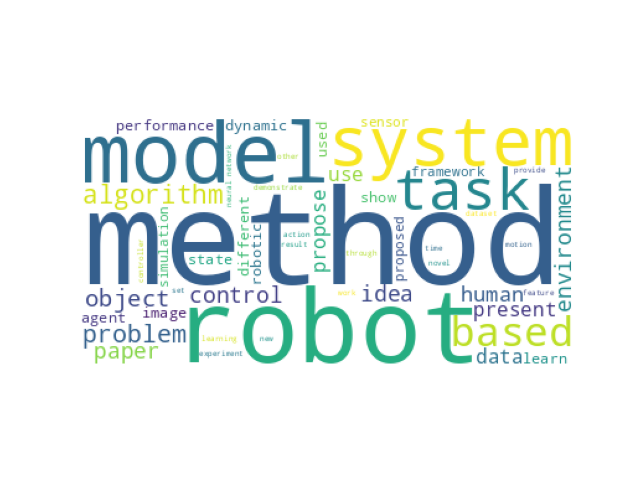 performance dynamic
sensor
used
model
system
other
neural network
framework
provide
use
task
algorithm
demonstrate
show
environment
method
simulation
different
robotic
propose
dataset
controller
state
action
result
through
proposed
time
motion
novel
object
set
control
work
idea
human
feature
agent
image
robot
present
problem
based
learning
new
paper
experiment
data
learn